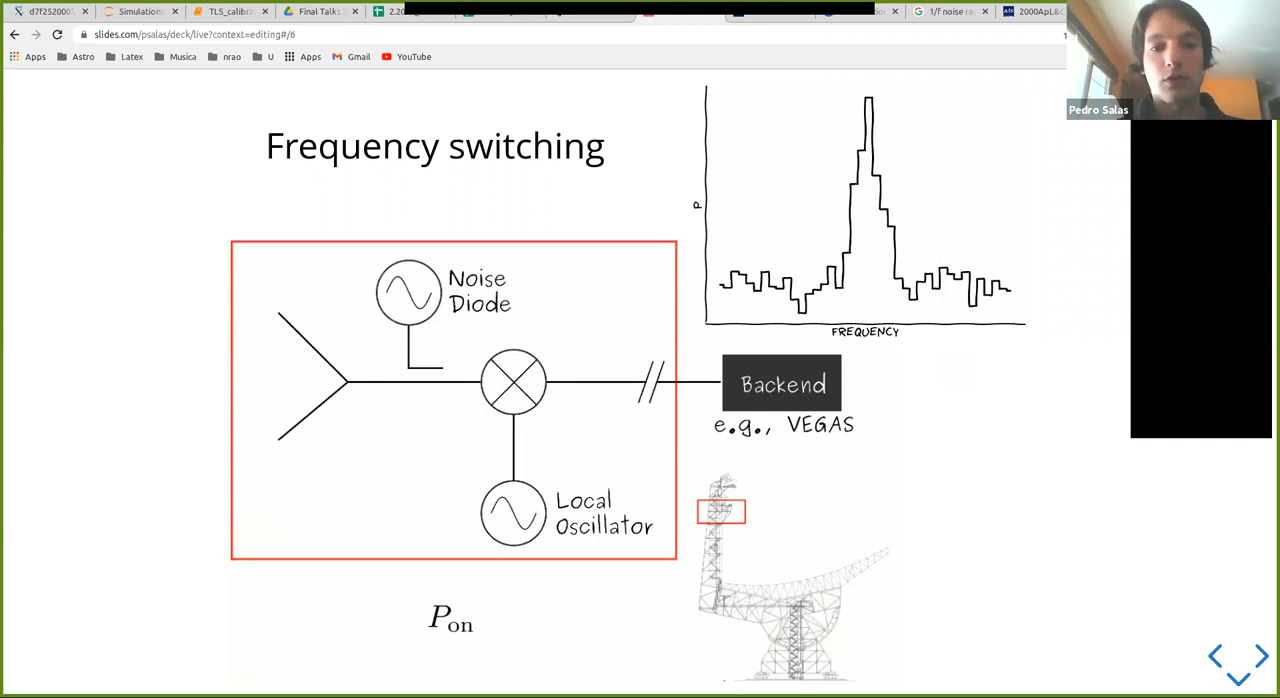 d7f252000
Simulation
TLS_calibra
Final Talks
2.20
1/f noise ra
2000ApL&C
slides.com/psalas/deck/live?context=editing#/6
Apps
Astro
Latex
Musica
nrao
U
Apps
Gmail
YouTube
Pedro Salas
Frequency switching
P
FREQUENCY
Noise
Diode
Backend
e.g., VEGAS
Local
Oscillator
Pon